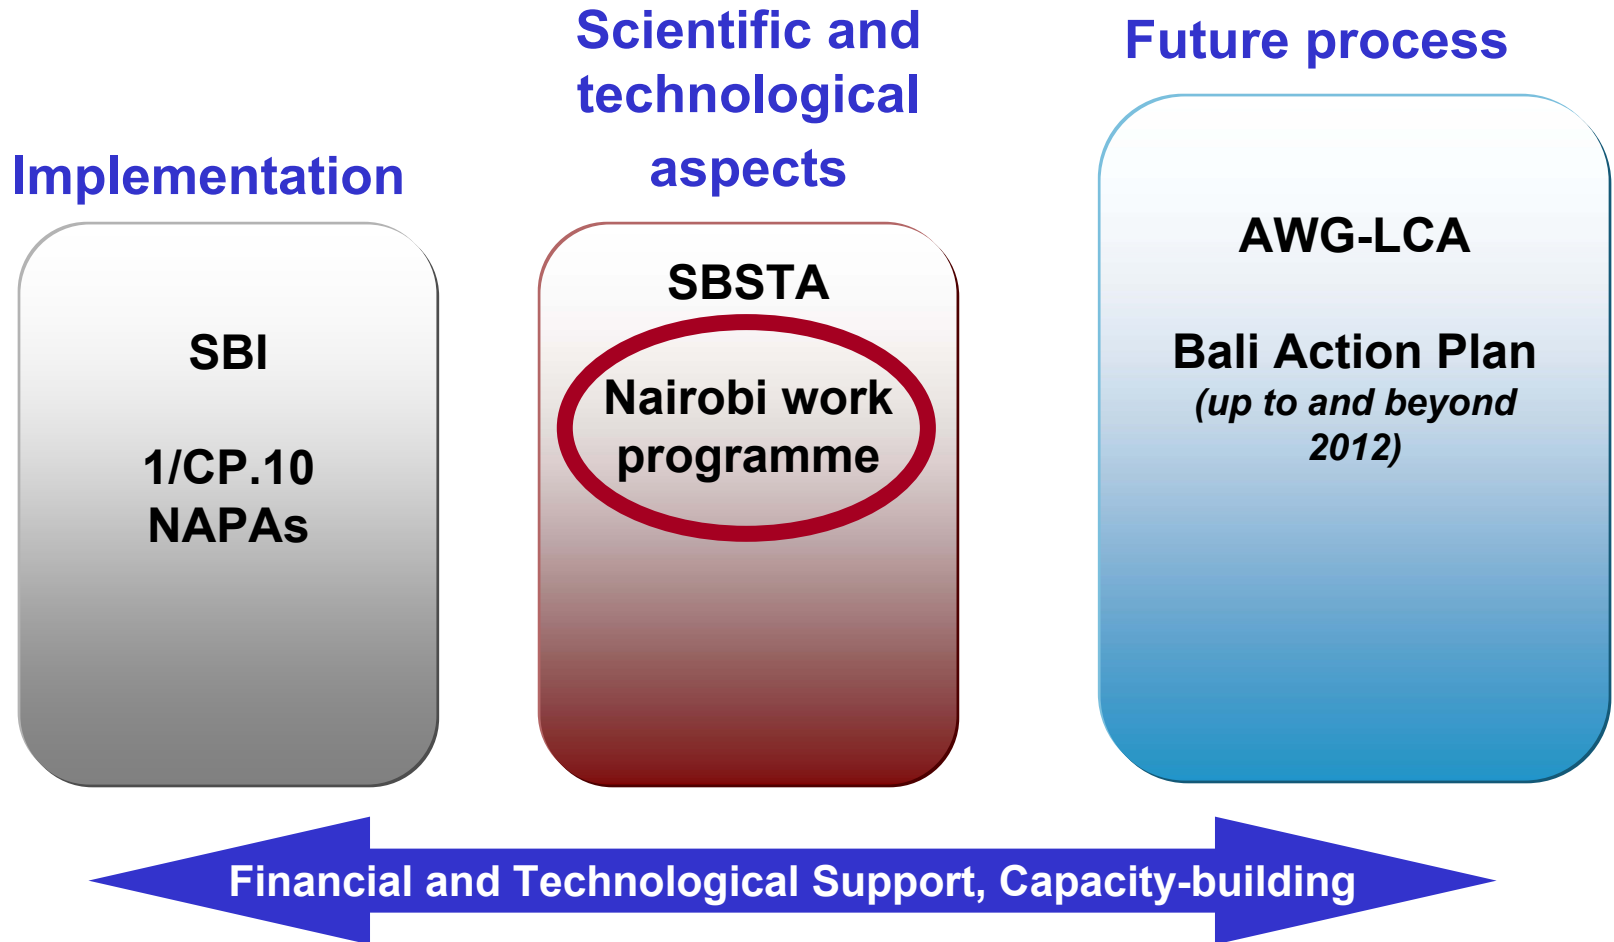 Implementation
SBI
1/CP.10
NAPAs
Scientific and
technological
aspects
SBSTA
Nairobi work
programme
Future process
AWG-LCA
Bali Action Plan
(up to and beyond
2012)
Financial and Technological Support, Capacity-building